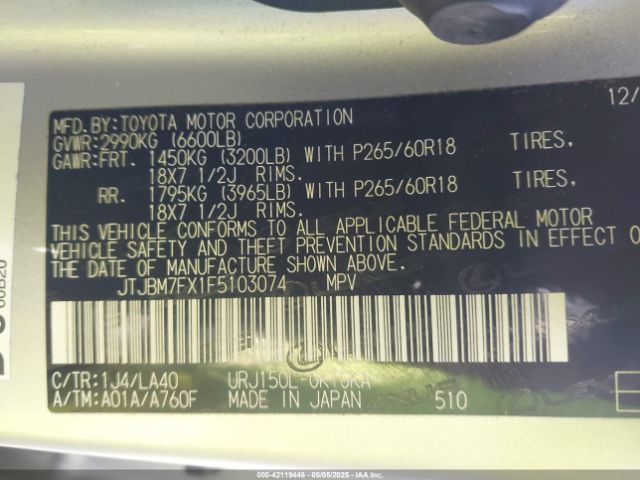 12/
MFD.BY:TOYOTA MOTOR CORPORATION
GVWR:2990KG (6600LB)
GAWR:FRT. 1450KG (3200LB) WITH P265/60R18 TIRES,
18X7 1/2J RIMS.
RR. 1795KG (3965LB) WITH P265/60R18 TIRES,
18X7 1/2J RIMS.
THIS VEHICLE CONFORMS TO ALL APPLICABLE FEDERAL MOTOR
VEHICLE SAFETY AND THEFT PREVENTION STANDARDS IN EFFECT O
THE DATE OF MANUFACTURE SHOWN ABOVE.
JTJBM7FX1F5103074 MPV
C/TR:1J4/LA40 URJ150L-GKTGKA
A/TM:A01A/A760F MADE IN JAPAN 510
00B20
000-42119446 - 05/05/2025 - IAA Inc.